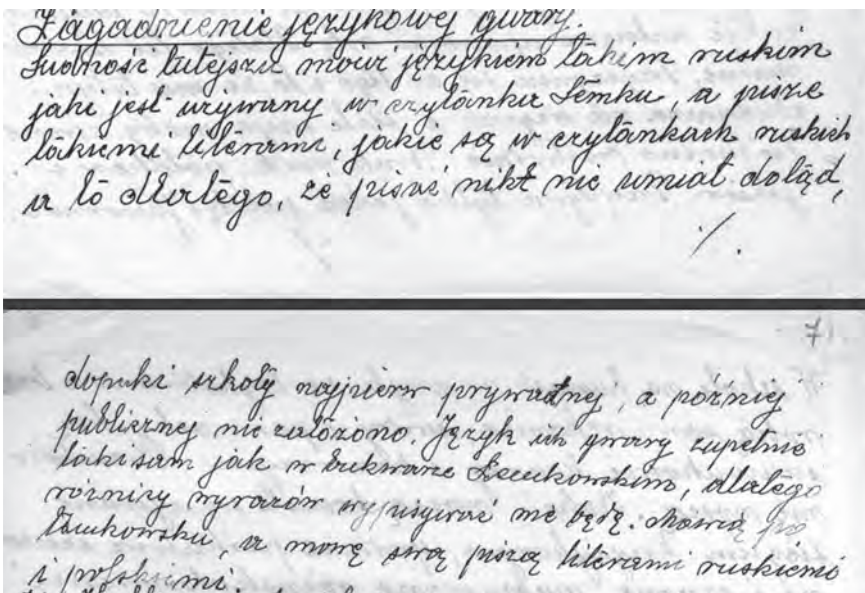 Zagadnienie językowej gwary.
Ludność tutejsza mówi językiem takim ruskim
jaki jest używany w czytance Łemku, a pisze
takiemi literami, jakie są w czytankach ruskich
a to dlatego, że pisać nikt nie umiał dotąd,
./.
7
dopuki szkoły najpierw prywatnej, a później
publicznej nie założono. Język ich gwary zupełnie
taki sam jak w bukwarze Łemkowskim, dlatego
różnicy wyrazów wypisywać nie będę. Mówią po
łemkowsku, a mowę swą piszą literami ruskiemi
i polskiemi.